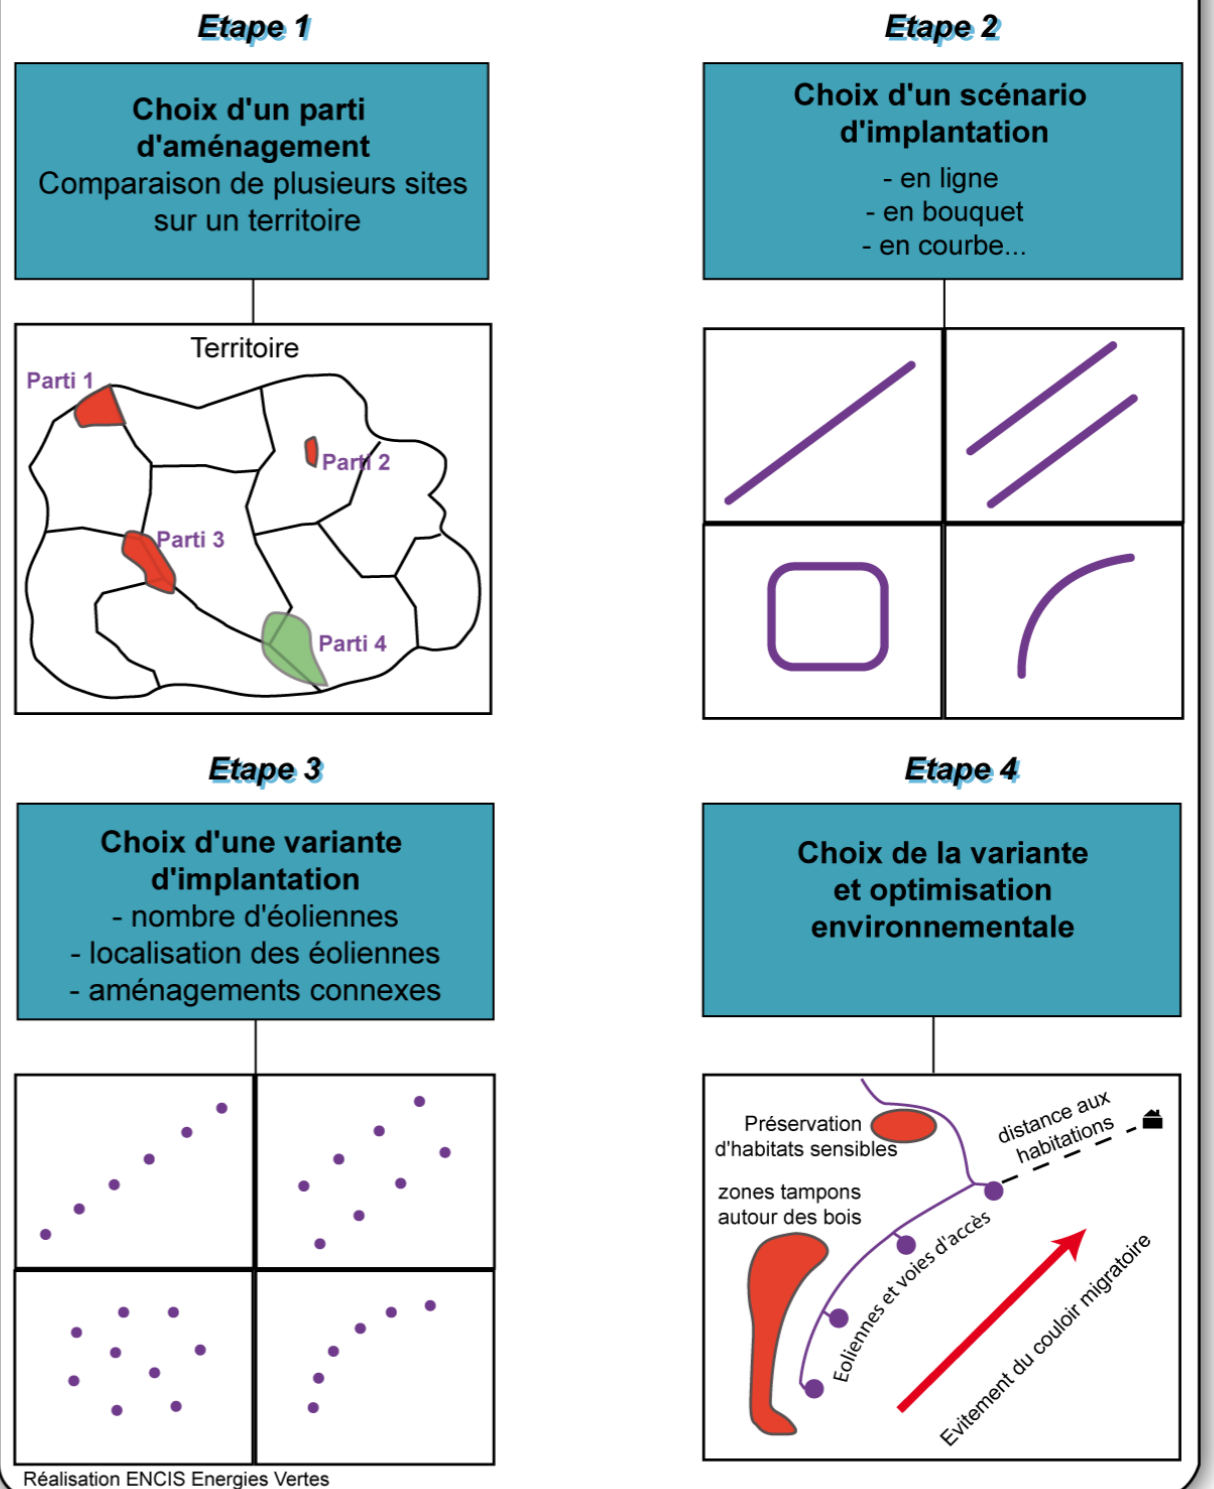 Etape 1
Choix d'un parti
d'aménagement
Comparaison de plusieurs sites
sur un territoire
Territoire
Parti 1
Parti 2
Parti 3
Parti 4
Etape 2
Choix d'un scénario
d'implantation
- en ligne
- en bouquet
- en courbe...
Etape 3
Choix d'une variante
d'implantation
- nombre d'éoliennes
- localisation des éoliennes
- aménagements connexes
Etape 4
Choix de la variante
et optimisation
environnementale
Préservation
d'habitats sensibles
distance aux
habitations
zones tampons
autour des bois
Eoliennes et voies d'accès
Evitement du couloir migratoire
Réalisation ENCIS Energies Vertes